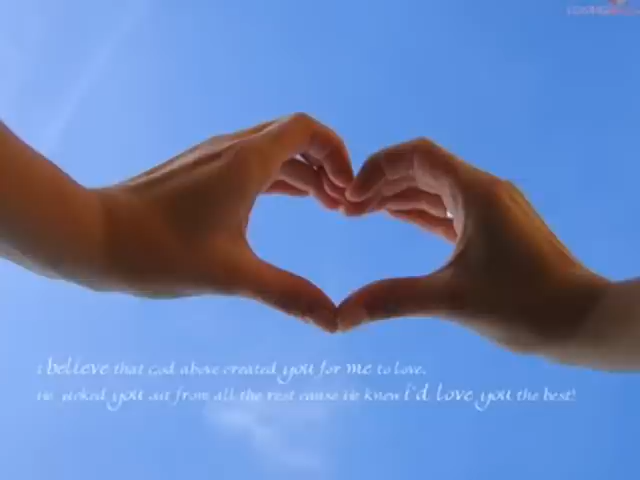 I believe that God above created you for me to love.
He picked you out from all the rest cause He knew I'd love you the best!